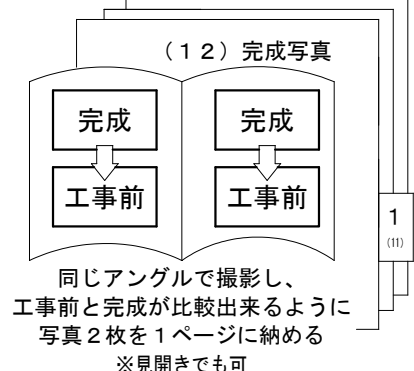 （１２）完成写真
完成
工事前
完成
工事前
1
(11)
同じアングルで撮影し、
工事前と完成が比較出来るように
写真２枚を１ページに納める
※見開きでも可